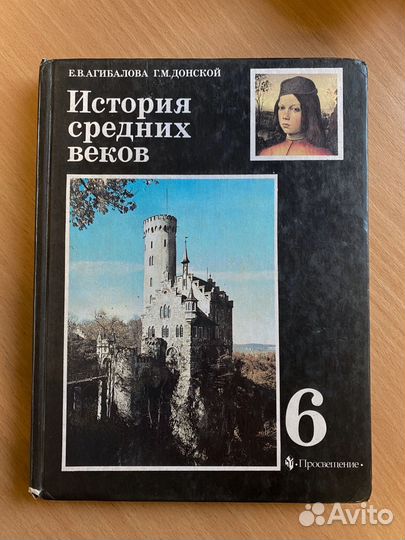 Е.В.АГИБАЛОВА Г.М.ДОНСКОЙ
История
средних
веков
6
•Просвещение•
Avito